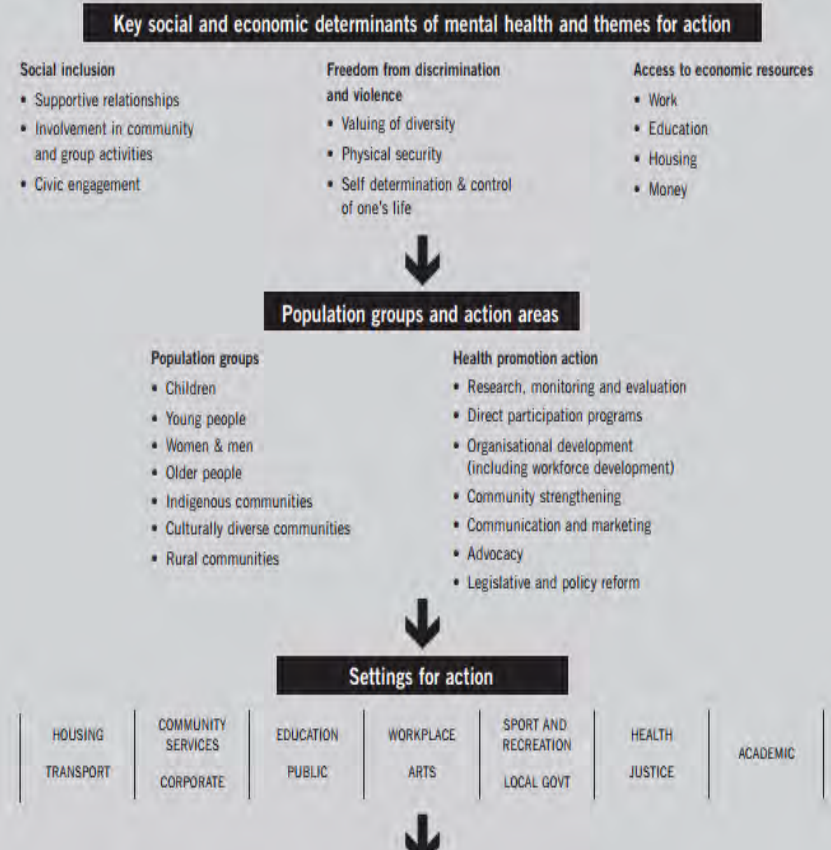 Key social and economic determinants of mental health and themes for action
Social inclusion
• Supportive relationships
• Involvement in community
and group activities
• Civic engagement
Freedom from discrimination
and violence
• Valuing of diversity
• Physical security
• Self determination & control
of one's life
Access to economic resources
• Work
• Education
• Housing
• Money
Population groups and action areas
Population groups
• Children
• Young people
• Women & men
• Older people
• Indigenous communities
• Culturally diverse communities
• Rural communities
Health promotion action
• Research, monitoring and evaluation
• Direct participation programs
• Organisational development
(including workforce development)
• Community strengthening
• Communication and marketing
• Advocacy
• Legislative and policy reform
Settings for action
HOUSING
TRANSPORT
COMMUNITY
SERVICES
CORPORATE
EDUCATION
PUBLIC
WORKPLACE
ARTS
SPORT AND
RECREATION
LOCAL GOVT
HEALTH
JUSTICE
ACADEMIC